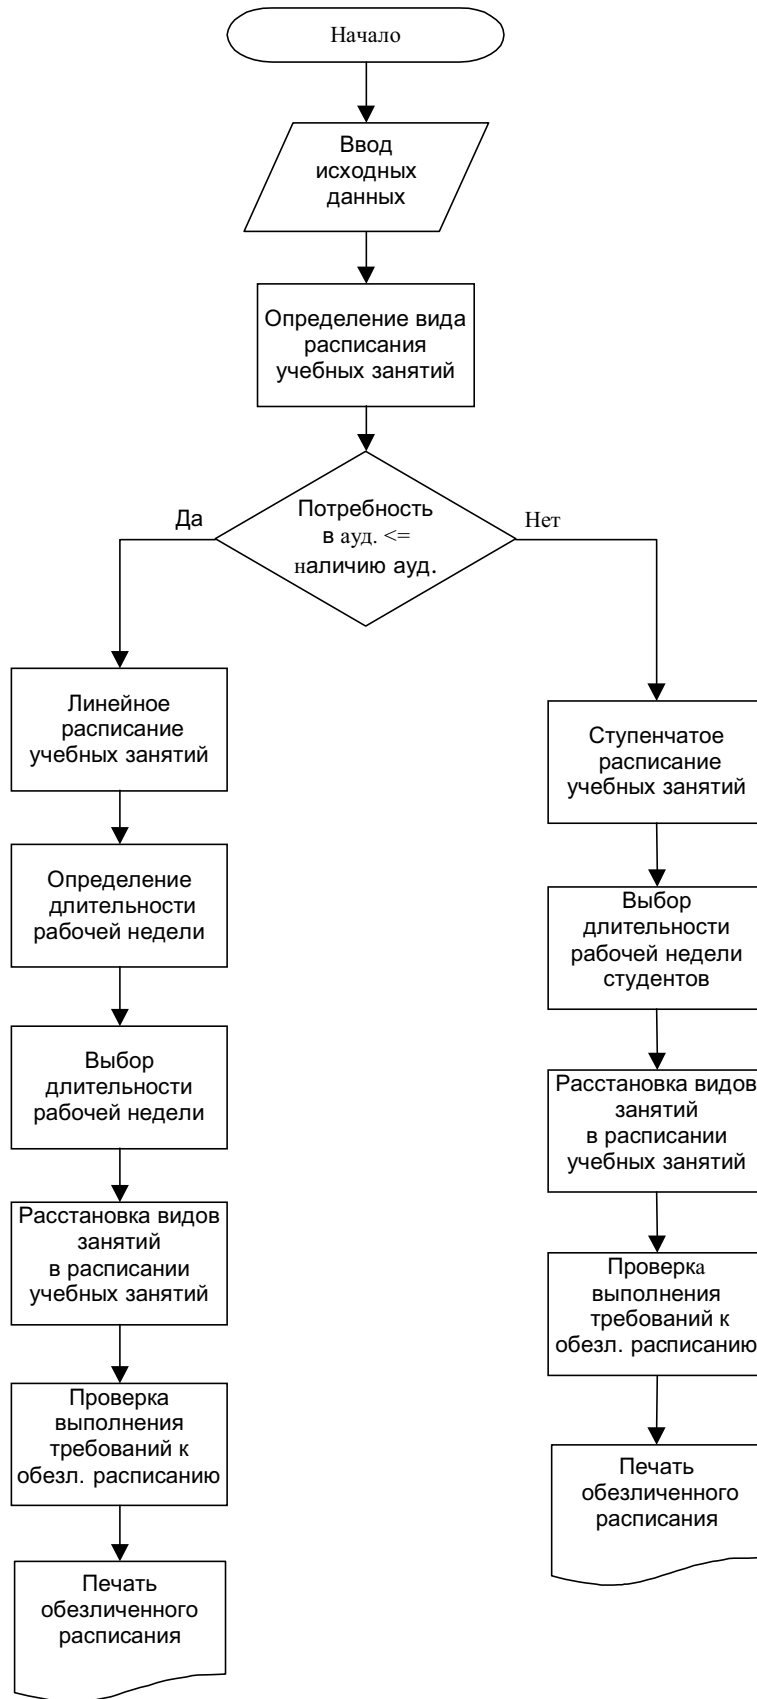 Начало
Ввод
исходных
данных
Определение вида
расписания
учебных занятий
Потребность
в ауд. <=
наличию ауд.
Да
Нет
Линейное
расписание
учебных занятий
Определение
длительности
рабочей недели
Выбор
длительности
рабочей недели
Расстановка видов
занятий
в расписании
учебных занятий
Проверка
выполнения
требований к
обезл. расписанию
Печать
обезличенного
расписания
Ступенчатое
расписание
учебных занятий
Выбор
длительности
рабочей недели
студентов
Расстановка видов
занятий
в расписании
учебных занятий
Проверка
выполнения
требований к
обезл. расписанию
Печать
обезличенного
расписания